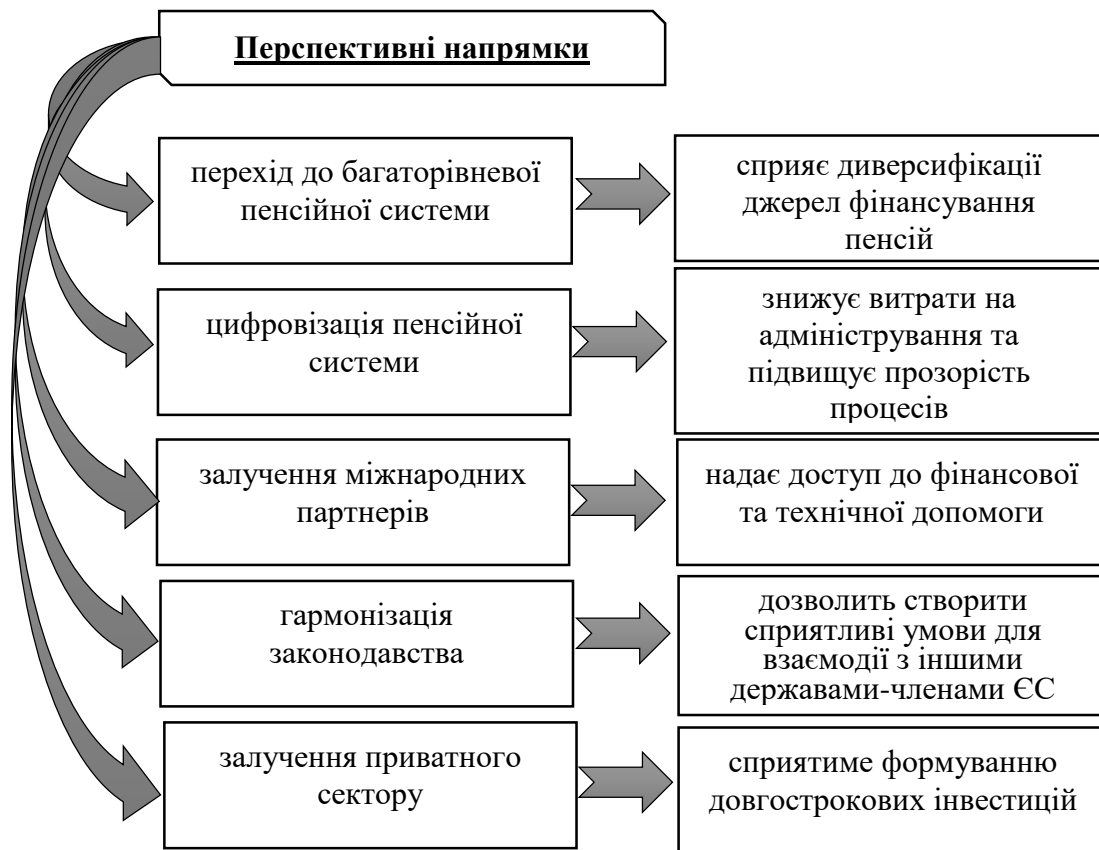 Перспективні напрямки
перехід до багаторівневої
пенсійної системи
сприяє диверсифікації
джерел фінансування
пенсій
цифровізація пенсійної
системи
знижує витрати на
адміністрування та
підвищує прозорість
процесів
залучення міжнародних
партнерів
надає доступ до фінансової
та технічної допомоги
гармонізація
законодавства
дозволить створити
сприятливі умови для
взаємодії з іншими
державами-членами ЄС
залучення приватного
сектору
сприятиме формуванню
довгострокових інвестицій